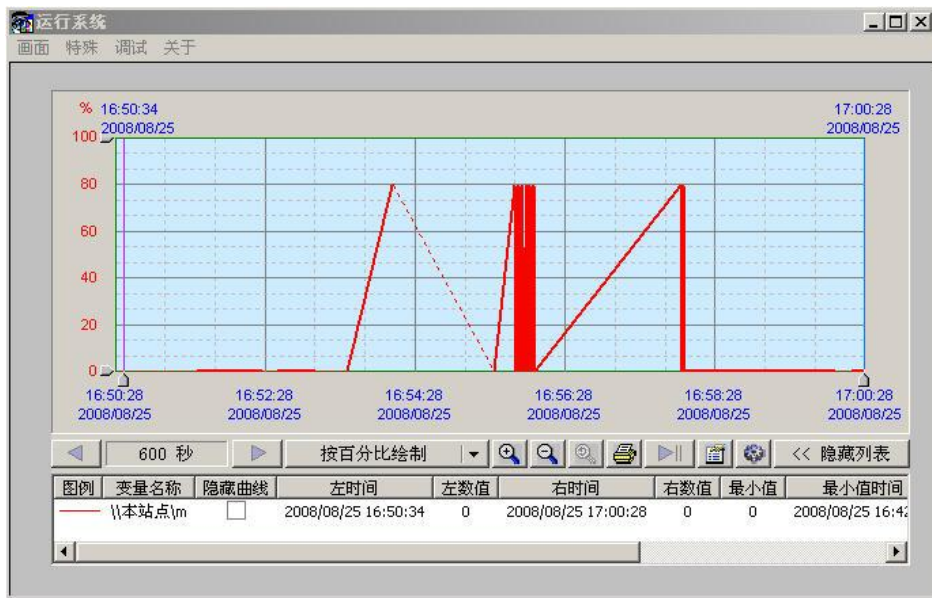 运行系统
画面 特殊 调试 关于
% 16:50:34 17:00:28
2008/08/25 2008/08/25
100
80
60
40
20
0
16:50:28 16:52:28 16:54:28 16:56:28 16:58:28 17:00:28
2008/08/25 2008/08/25 2008/08/25 2008/08/25 2008/08/25 2008/08/25
600 秒 按百分比绘制 << 隐藏列表
图例 变量名称 隐藏曲线 左时间 左数值 右时间 右数值 最小值 最小值时间
\\本站点\m 2008/08/25 16:50:34 0 2008/08/25 17:00:28 0 0 2008/08/25 16:42